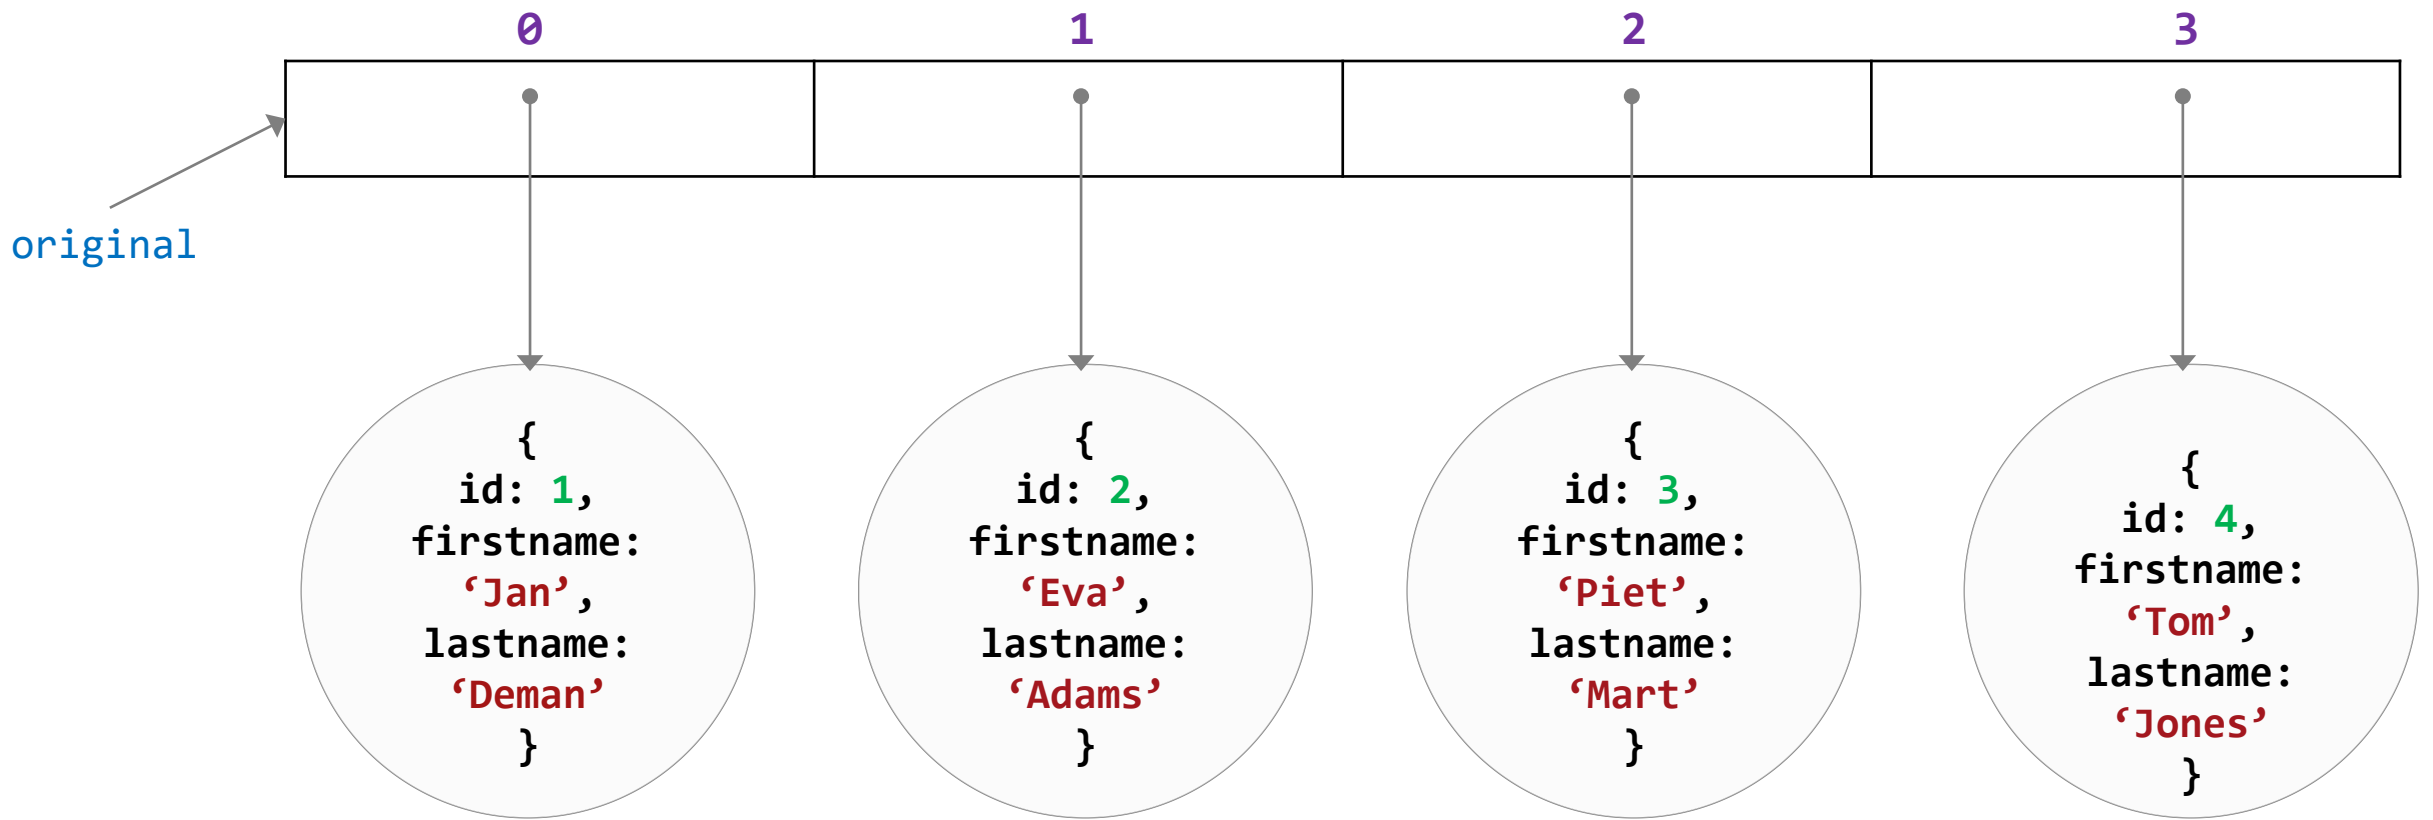 0 1 2 3
original
{
id: 1,
firstname:
‘Jan’,
lastname:
‘Deman’
}
{
id: 2,
firstname:
‘Eva’,
lastname:
‘Adams’
}
{
id: 3,
firstname:
‘Piet’,
lastname:
‘Mart’
}
{
id: 4,
firstname:
‘Tom’,
lastname:
‘Jones’
}